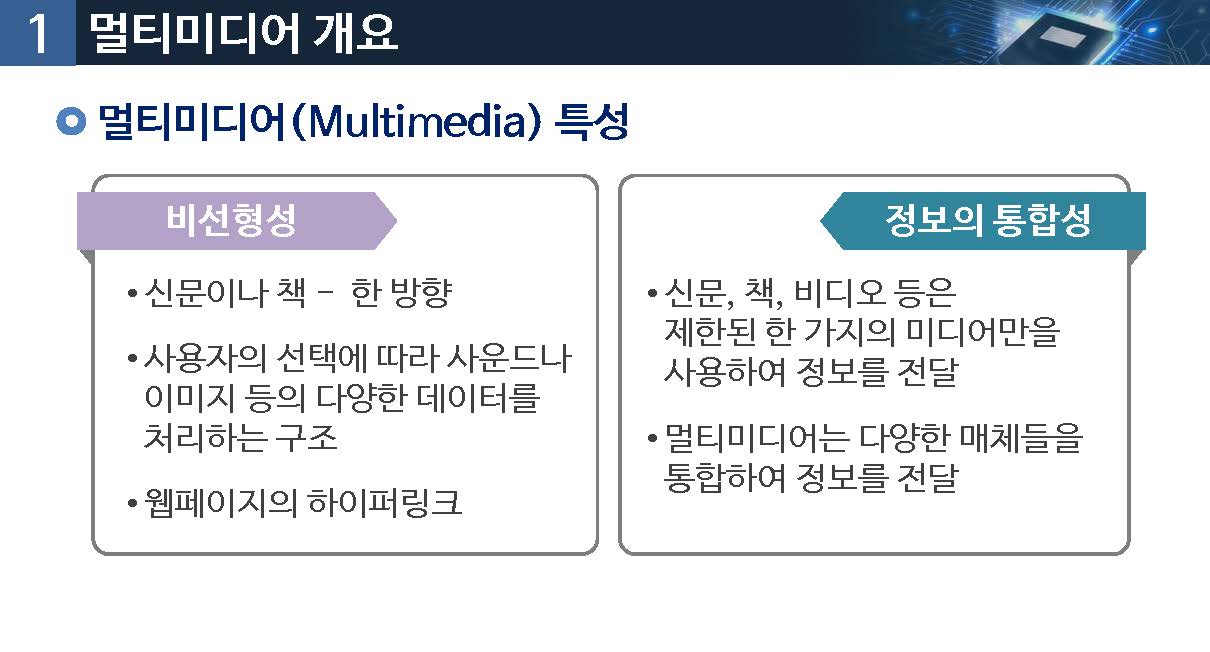 1 멀티미디어 개요
멀티미디어(Multimedia) 특성
비선형성
• 신문이나 책 - 한 방향
• 사용자의 선택에 따라 사운드나
이미지 등의 다양한 데이터를
처리하는 구조
• 웹페이지의 하이퍼링크
정보의 통합성
• 신문, 책, 비디오 등은
제한된 한 가지의 미디어만을
사용하여 정보를 전달
• 멀티미디어는 다양한 매체들을
통합하여 정보를 전달